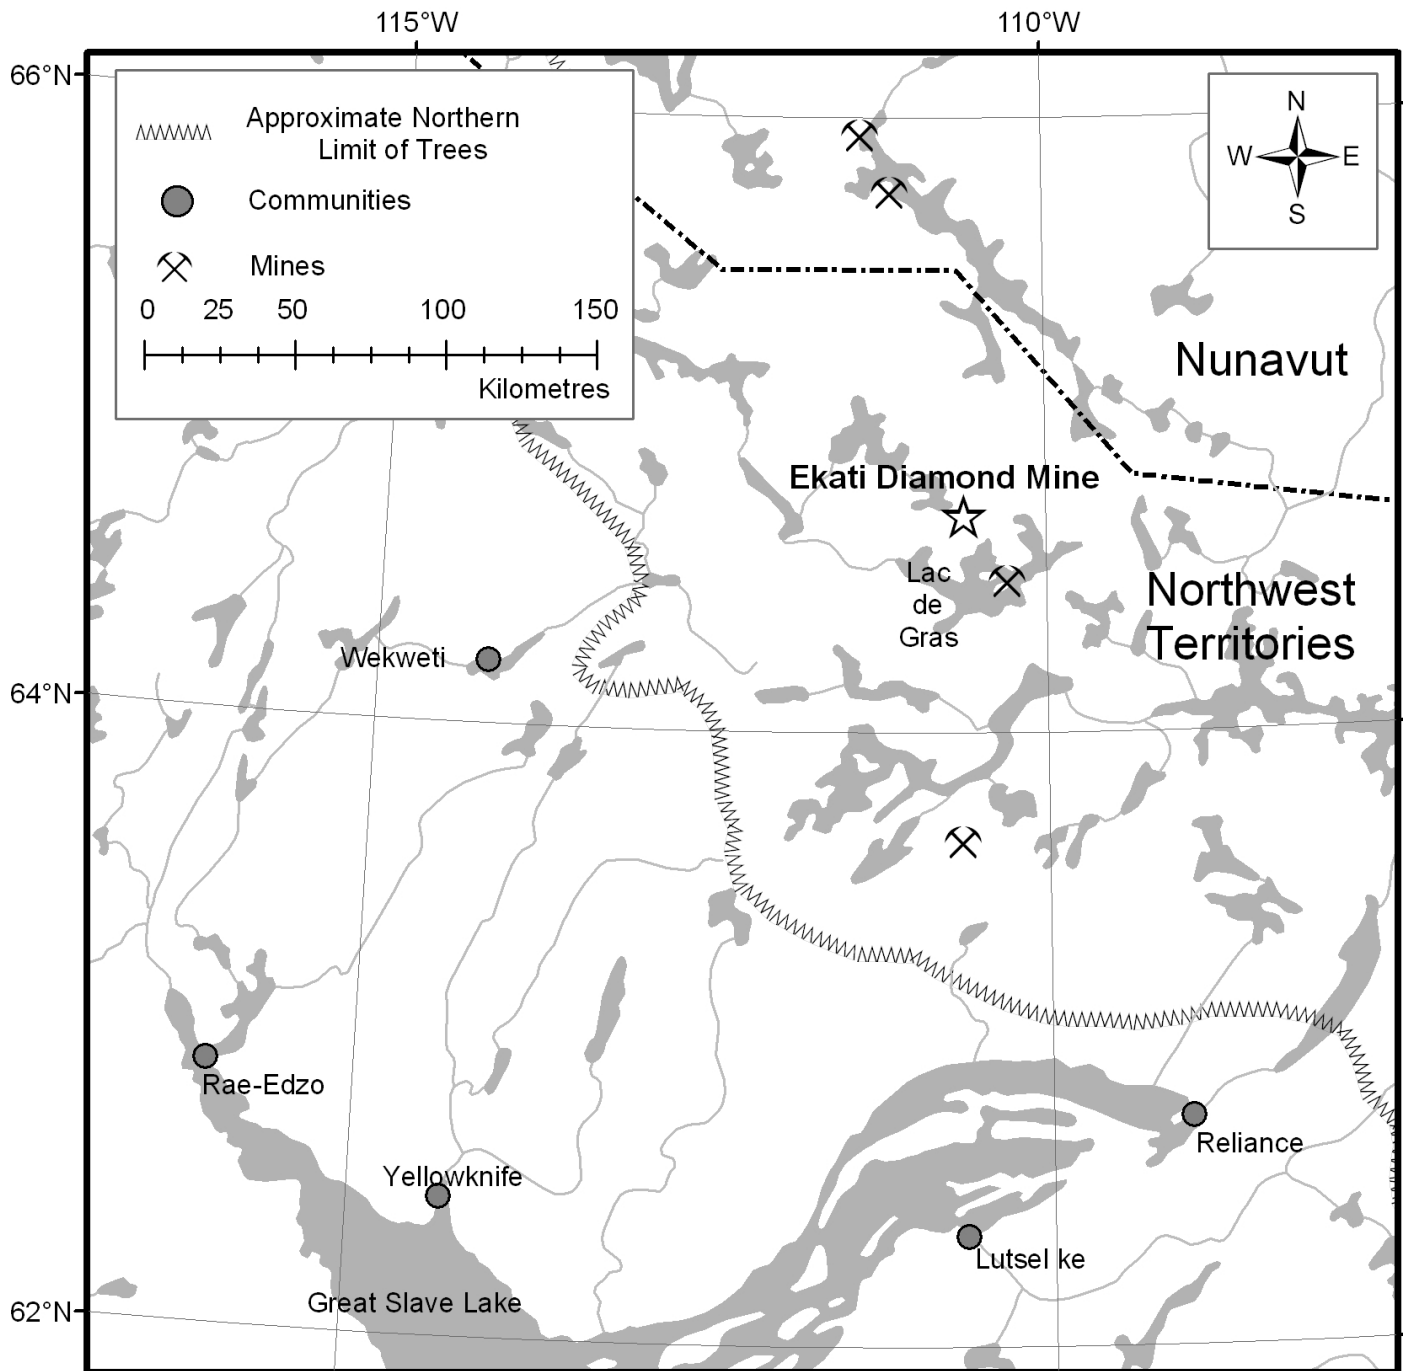 115°W
110°W
66°N
Approximate Northern
Limit of Trees
Communities
Mines
0 25 50 100 150
Kilometres
N
W E
S
Nunavut
Ekati Diamond Mine
Lac
de
Gras
Northwest
Territories
Wekweti
64°N
Rae-Edzo
Reliance
Yellowknife
Lutsel ke
Great Slave Lake
62°N